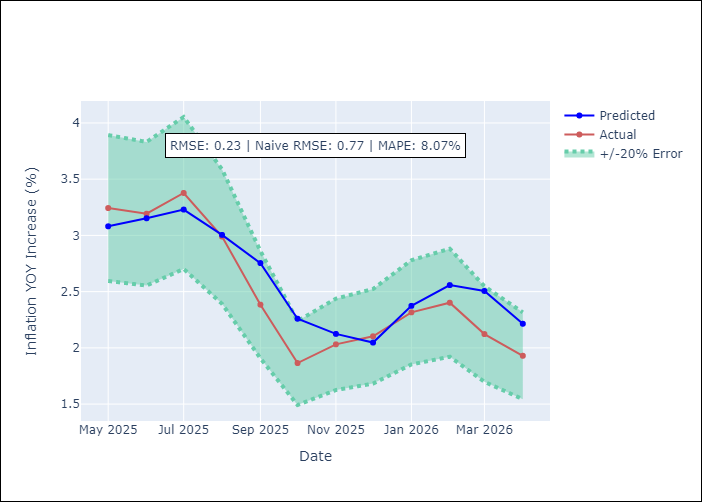 RMSE: 0.23 | Naive RMSE: 0.77 | MAPE: 8.07%
Predicted
Actual
+/-20% Error
Inflation YOY Increase (%)
4
3.5
3
2.5
2
1.5
May 2025
Jul 2025
Sep 2025
Nov 2025
Jan 2026
Mar 2026
Date